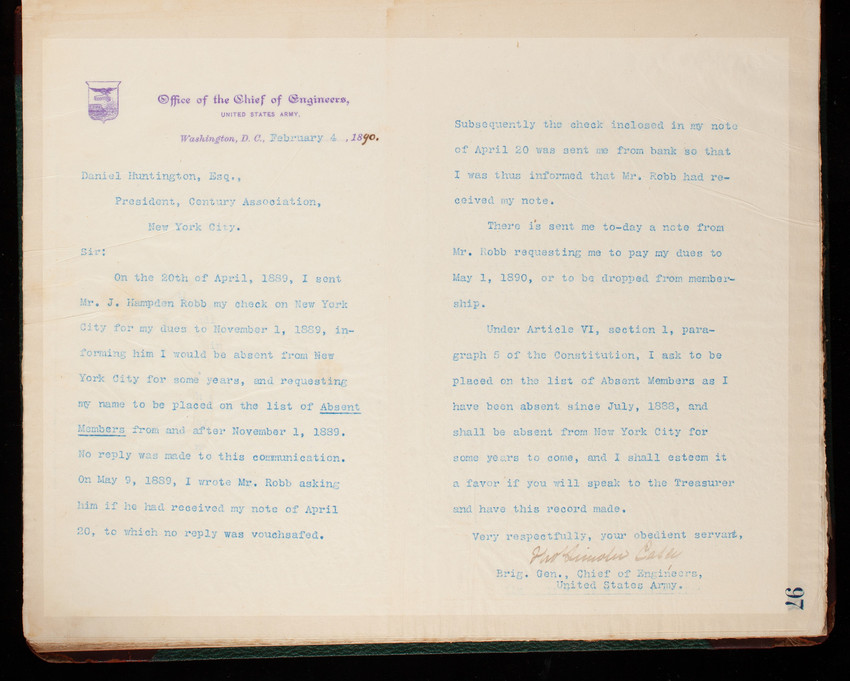 Office of the Chief of Engineers,
UNITED STATES ARMY,
Washington, D. C., February 4, 1890.
Daniel Huntington, Esq.,
President, Century Association,
New York City.
Sir:
On the 20th of April, 1889, I sent
Mr. J. Hampden Robb my check on New York
City for my dues to November 1, 1889, in-
forming him I would be absent from New
York City for some years, and requesting
my name to be placed on the list of Absent
Members from and after November 1, 1889.
No reply was made to this communication.
On May 9, 1889, I wrote Mr. Robb asking
him if he had received my note of April
20, to which no reply was vouchsafed.
Subsequently the check inclosed in my note
of April 20 was sent me from bank so that
I was thus informed that Mr. Robb had re-
ceived my note.
There is sent me to-day a note from
Mr. Robb requesting me to pay my dues to
May 1, 1890, or to be dropped from member-
ship.
Under Article VI, section 1, para-
graph 5 of the Constitution, I ask to be
placed on the list of Absent Members as I
have been absent since July, 1888, and
shall be absent from New York City for
some years to come, and I shall esteem it
a favor if you will speak to the Treasurer
and have this record made.
Very respectfully, your obedient servant,
Thos Lincoln Casey
Brig. Gen., Chief of Engineers,
United States Army.
97